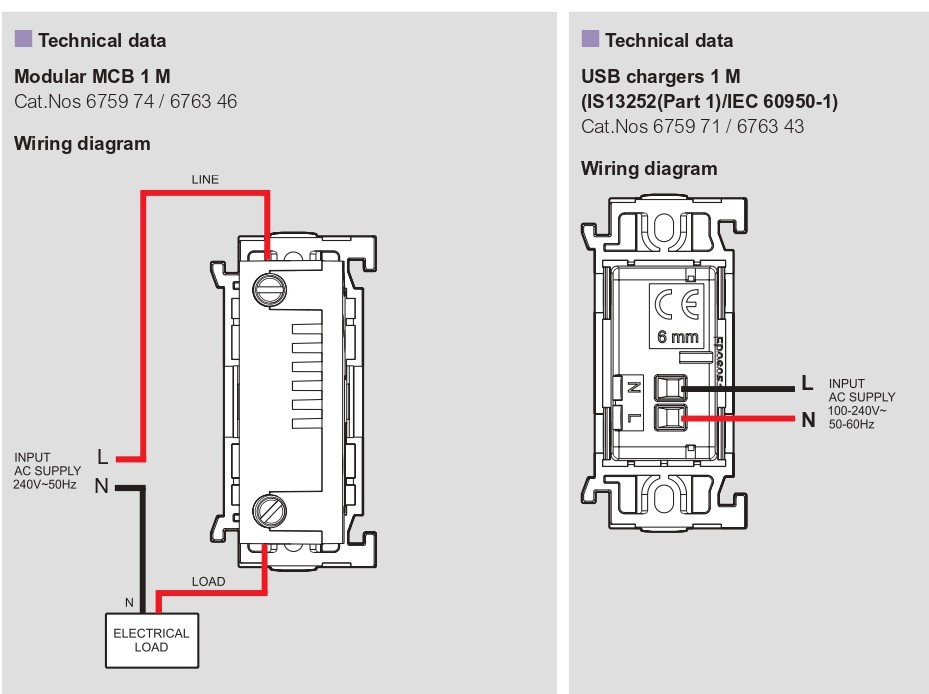 Technical data
Modular MCB 1 M
Cat.Nos 6759 74 / 6763 46
Wiring diagram
LINE
INPUT
AC SUPPLY
240V~50Hz
L
N
LOAD
N
ELECTRICAL
LOAD
Technical data
USB chargers 1 M
(IS13252(Part 1)/IEC 60950-1)
Cat.Nos 6759 71 / 6763 43
Wiring diagram
CE
6 mm
N
L
L
N
INPUT
AC SUPPLY
100-240V~
50-60Hz